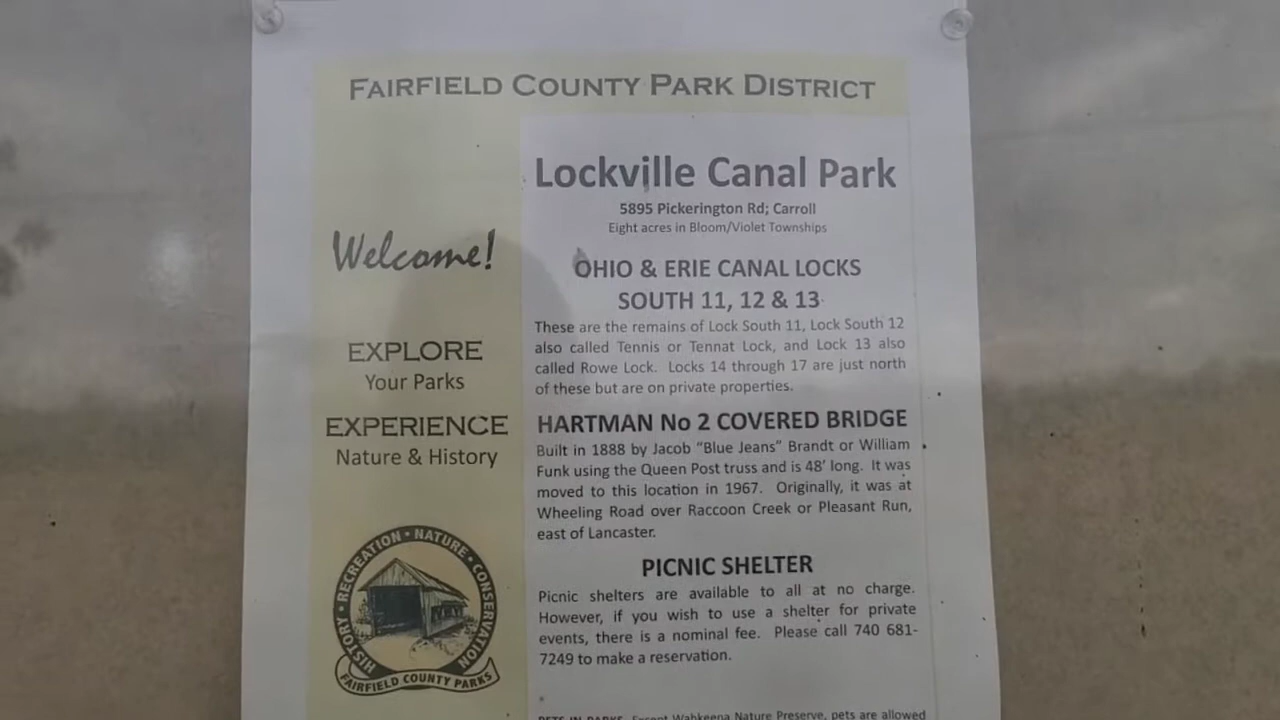 FAIRFIELD COUNTY PARK DISTRICT
Welcome!
EXPLORE
Your Parks
EXPERIENCE
Nature & History
HISTORY • RECREATION • NATURE • CONSERVATION
FAIRFIELD COUNTY PARKS
Lockville Canal Park
5895 Pickerington Rd; Carroll
Eight acres in Bloom/Violet Townships
OHIO & ERIE CANAL LOCKS
SOUTH 11, 12 & 13
These are the remains of Lock South 11, Lock South 12
also called Tennis or Tennat Lock, and Lock 13 also
called Rowe Lock. Locks 14 through 17 are just north
of these but are on private properties.
HARTMAN No 2 COVERED BRIDGE
Built in 1888 by Jacob "Blue Jeans" Brandt or William
Funk using the Queen Post truss and is 48' long. It was
moved to this location in 1967. Originally, it was at
Wheeling Road over Raccoon Creek or Pleasant Run,
east of Lancaster.
PICNIC SHELTER
Picnic shelters are available to all at no charge.
However, if you wish to use a shelter for private
events, there is a nominal fee. Please call 740 681-
7249 to make a reservation.
PETS IN PARKS. Except Wahkeena Nature Preserve, pets are allowed